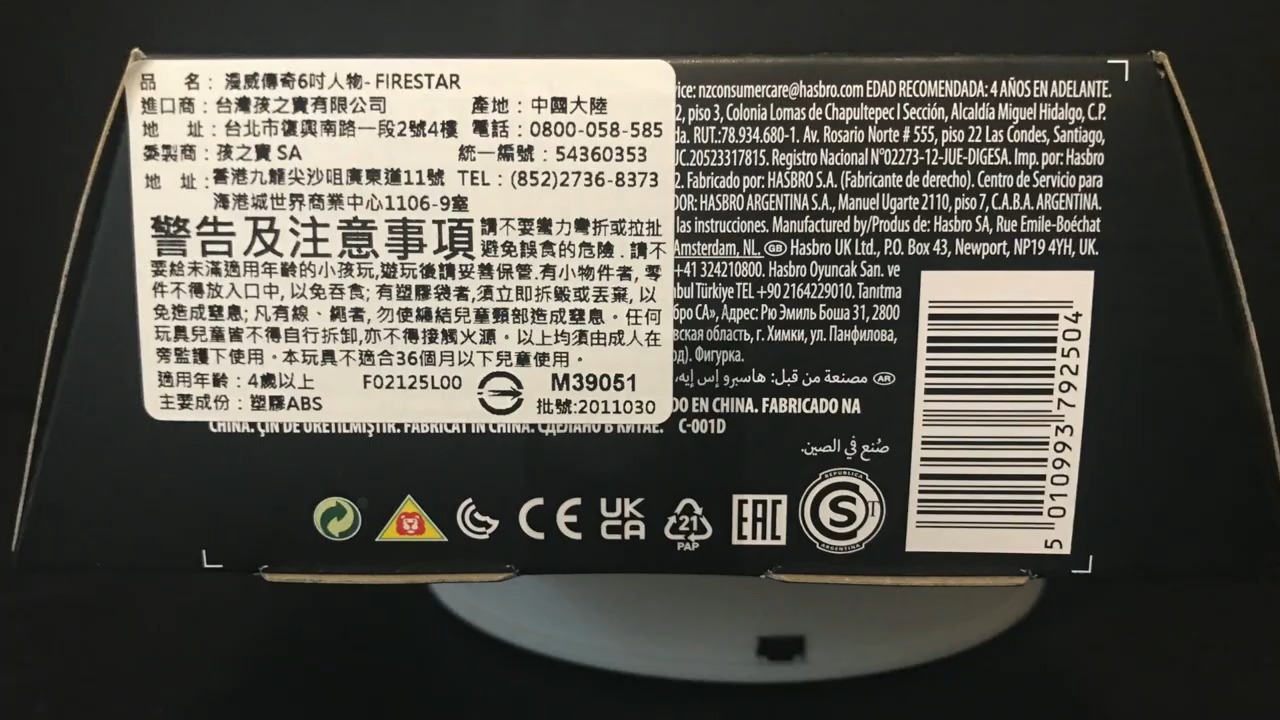 品 名：漫威傳奇6吋人物- FIRESTAR
進口商：台灣孩之寶有限公司 產地：中國大陸
地 址：台北市復興南路一段2號4樓 電話：0800-058-585
委製商：孩之寶 SA 統一編號：54360353
地 址：香港九龍尖沙咀廣東道11號 TEL：(852)2736-8373
海港城世界商業中心1106-9室
警告及注意事項 請不要彎力彎折或拉扯
避免誤食的危險．請不
要給未滿適用年齡的小孩玩,遊玩後請妥善保管.有小物件者, 零
件不得放入口中, 以免吞食; 有塑膠袋者,須立即拆毀或丟棄, 以
免造成窒息; 凡有線、繩者, 勿使纏結兒童頸部造成窒息。任何
玩具兒童皆不得自行拆卸,亦不得接觸火源。以上均須由成人在
旁監護下使用。本玩具不適合36個月以下兒童使用。
適用年齡：4歲以上 F02125L00 M39051
主要成份：塑膠ABS 批號:2011030
ice: nzconsumercare@hasbro.com EDAD RECOMENDADA: 4 AÑOS EN ADELANTE.
2, piso 3, Colonia Lomas de Chapultepec I Sección, Alcaldía Miguel Hidalgo, C.P.
da. RUT.:78.934.680-1. Av. Rosario Norte # 555, piso 22 Las Condes, Santiago,
UC.20523317815. Registro Nacional N°02273-12-JUE-DIGESA. Imp. por: Hasbro
2. Fabricado por: HASBRO S.A. (Fabricante de derecho). Centro de Servicio para
DOR: HASBRO ARGENTINA S.A., Manuel Ugarte 2110, piso 7, C.A.B.A. ARGENTINA.
las instrucciones. Manufactured by/Produs de: Hasbro SA, Rue Emile-Boéchat
Amsterdam, NL. GB Hasbro UK Ltd., P.O. Box 43, Newport, NP19 4YH, UK.
+41 324210800. Hasbro Oyuncak San. ve
bul Türkiye TEL +90 2164229010. Tanıtma
бро СА», Адрес: Рю Эмиль Боша 31, 2800
вская область, г. Химки, ул. Панфилова,
од). Фигурка.
AR مصنعة من قبل: هاسبرو إس إيه،
DO EN CHINA. FABRICADO NA
CHINA. ÇİN DE ÜRETİLMİŞTİR. FABRICAT IN CHINA. СДЕЛАНО В КИТАЕ. C-001D
صُنع في الصين.
CE
UK
CA
21
PAP
EAC
REPUBLICA
S
ARGENTINA
5 010993 792504